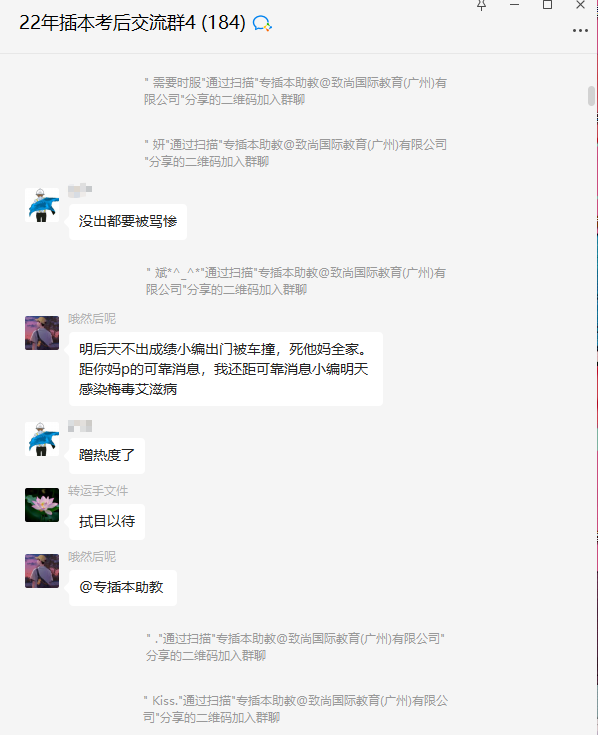 22年插本考后交流群4 (184)
" 需要时服"通过扫描"专插本助教@致尚国际教育(广州)有
限公司"分享的二维码加入群聊
" 妍"通过扫描"专插本助教@致尚国际教育(广州)有限公司
"分享的二维码加入群聊
没出都要被骂惨
" 斌*^_^*"通过扫描"专插本助教@致尚国际教育(广州)有
限公司"分享的二维码加入群聊
哦然后呢
明后天不出成绩小编出门被车撞，死他妈全家。
距你妈p的可靠消息，我还距可靠消息小编明天
感染梅毒艾滋病
蹭热度了
转运手文件
拭目以待
哦然后呢
@专插本助教
" ."通过扫描"专插本助教@致尚国际教育(广州)有限公司"
分享的二维码加入群聊
" Kiss."通过扫描"专插本助教@致尚国际教育(广州)有限公
司"分享的二维码加入群聊